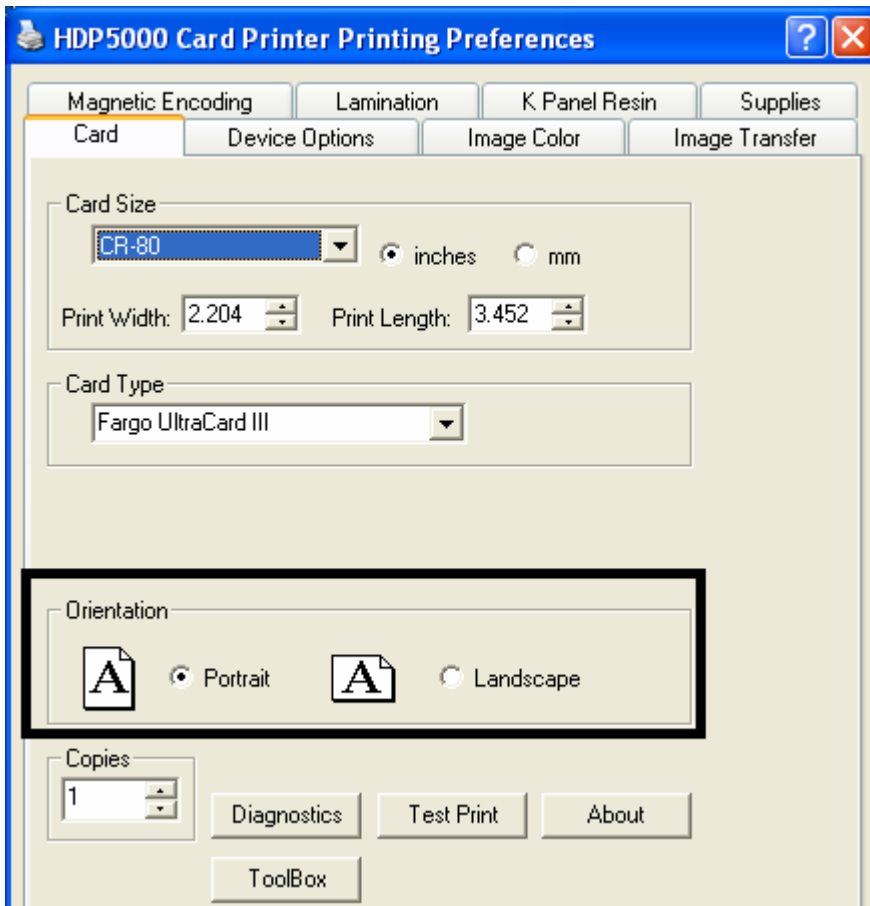 HDP5000 Card Printer Printing Preferences
Magnetic Encoding Lamination K Panel Resin Supplies
Card Device Options Image Color Image Transfer
Card Size
CR-80 inches mm
Print Width: 2.204 Print Length: 3.452
Card Type
Fargo UltraCard III
Orientation
A Portrait A Landscape
Copies
1
Diagnostics Test Print About
ToolBox